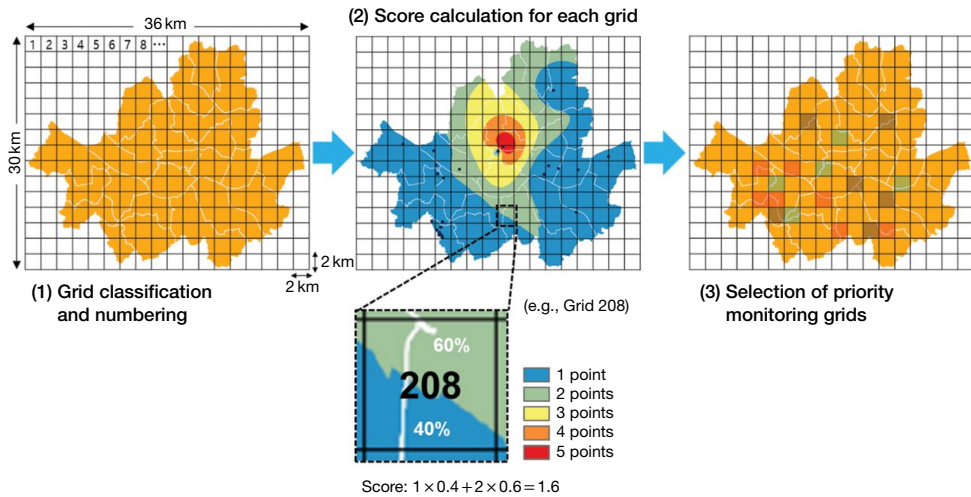 36 km
1 2 3 4 5 6 7 8 ...
30 km
2 km
2 km
(1) Grid classification
and numbering
(2) Score calculation for each grid
(e.g., Grid 208)
60%
208
40%
1 point
2 points
3 points
4 points
5 points
Score: 1 × 0.4 + 2 × 0.6 = 1.6
(3) Selection of priority
monitoring grids